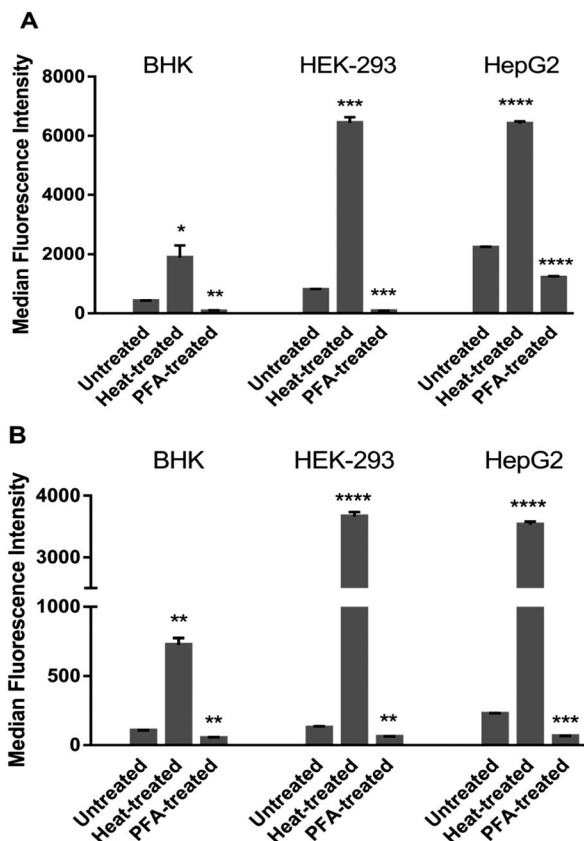 A
BHK HEK-293 HepG2
Median Fluorescence Intensity
8000
6000
4000
2000
0
*
**
***
***
****
****
Untreated
Heat-treated
PFA-treated
Untreated
Heat-treated
PFA-treated
Untreated
Heat-treated
PFA-treated
B
BHK HEK-293 HepG2
Median Fluorescence Intensity
4000
3000
1000
500
0
**
**
****
**
****
***
Untreated
Heat-treated
PFA-treated
Untreated
Heat-treated
PFA-treated
Untreated
Heat-treated
PFA-treated